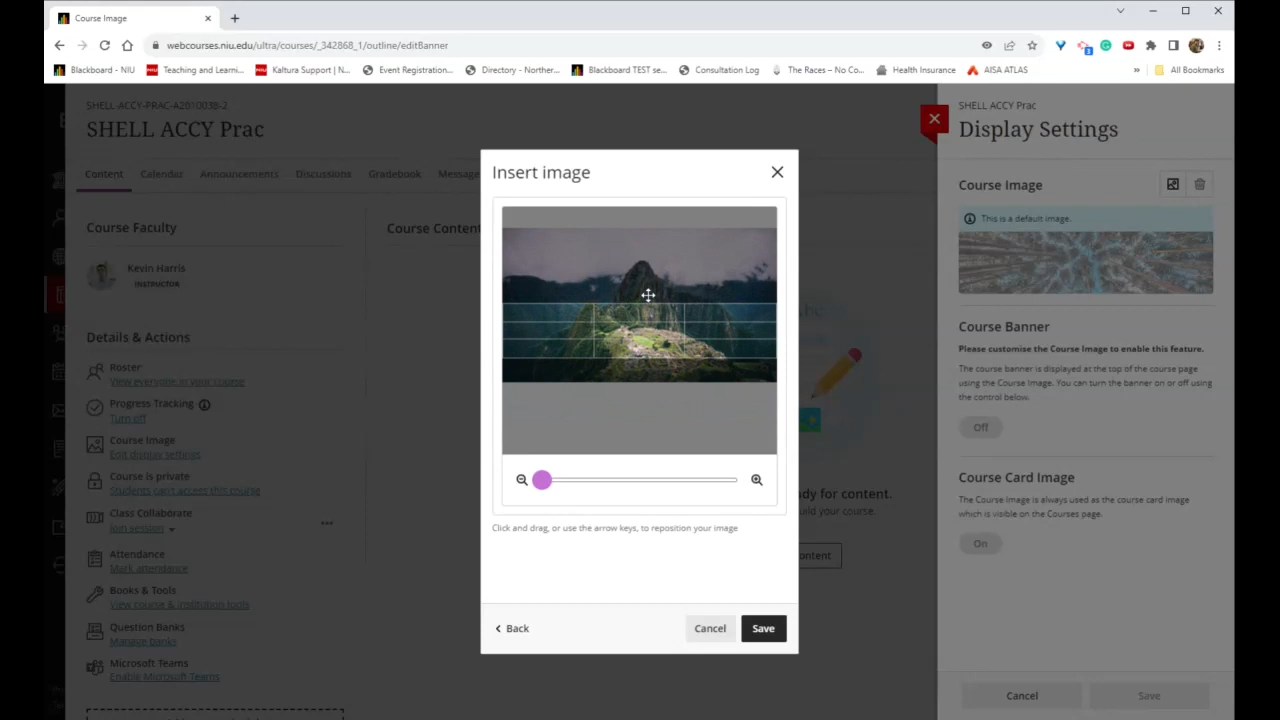 Course Image
webcourses.niu.edu/ultra/courses/_342868_1/outline/editBanner
Blackboard - NIU
Teaching and Learni...
Kaltura Support | N...
Event Registration...
Directory - Norther...
Blackboard TEST se...
Consultation Log
The Races – No Co...
Health Insurance
AISA ATLAS
»
All Bookmarks
SHELL-ACCY-PRAC-A2010038-2
SHELL ACCY Prac
Content
Calendar
Announcements
Discussions
Gradebook
Message
Course Faculty
Kevin Harris
INSTRUCTOR
Details & Actions
Roster
View everyone in your course
Progress Tracking
Turn off
Course Image
Edit display settings
Course is private
Students can't access this course
Class Collaborate
Join session
Attendance
Mark attendance
Books & Tools
View course & institution tools
Question Banks
Manage banks
Microsoft Teams
Enable Microsoft Teams
Course Conten
dy for content.
ild your course.
ontent
Insert image
Click and drag, or use the arrow keys, to reposition your image
Back
Cancel
Save
SHELL ACCY Prac
Display Settings
Course Image
This is a default image.
Course Banner
Please customise the Course Image to enable this feature.
The course banner is displayed at the top of the course page
using the Course Image. You can turn the banner on or off using
the control below.
Off
Course Card Image
The Course Image is always used as the course card image
which is visible on the Courses page.
On
Cancel
Save